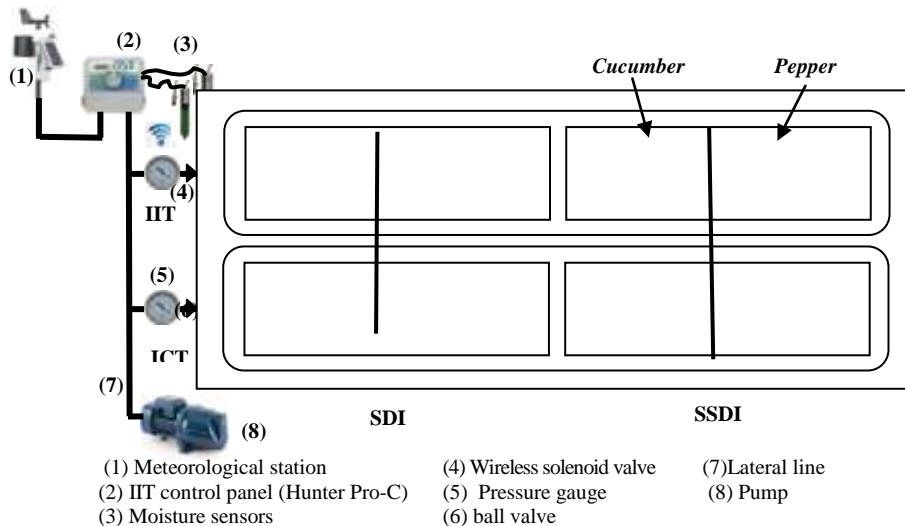 (1)
(2)
(3)
Cucumber
Pepper
(4)
IIT
(5)
ICT
(7)
(8)
SDI
SSDI
(1) Meteorological station
(2) IIT control panel (Hunter Pro-C)
(3) Moisture sensors
(4) Wireless solenoid valve
(5) Pressure gauge
(6) ball valve
(7)Lateral line
(8) Pump